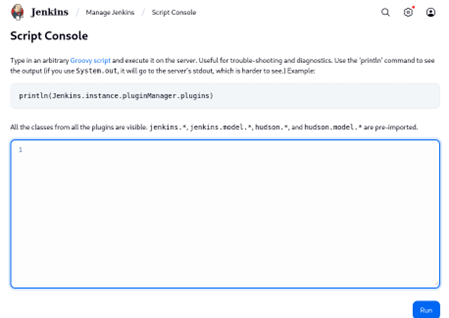 Jenkins / Manage Jenkins / Script Console
Script Console
Type in an arbitrary Groovy script and execute it on the server. Useful for trouble-shooting and diagnostics. Use the 'println' command to see
the output (if you use System.out, it will go to the server's stdout, which is harder to see.) Example:
println(Jenkins.instance.pluginManager.plugins)
All the classes from all the plugins are visible. jenkins.*, jenkins.model.*, hudson.*, and hudson.model.* are pre-imported.
1
Run